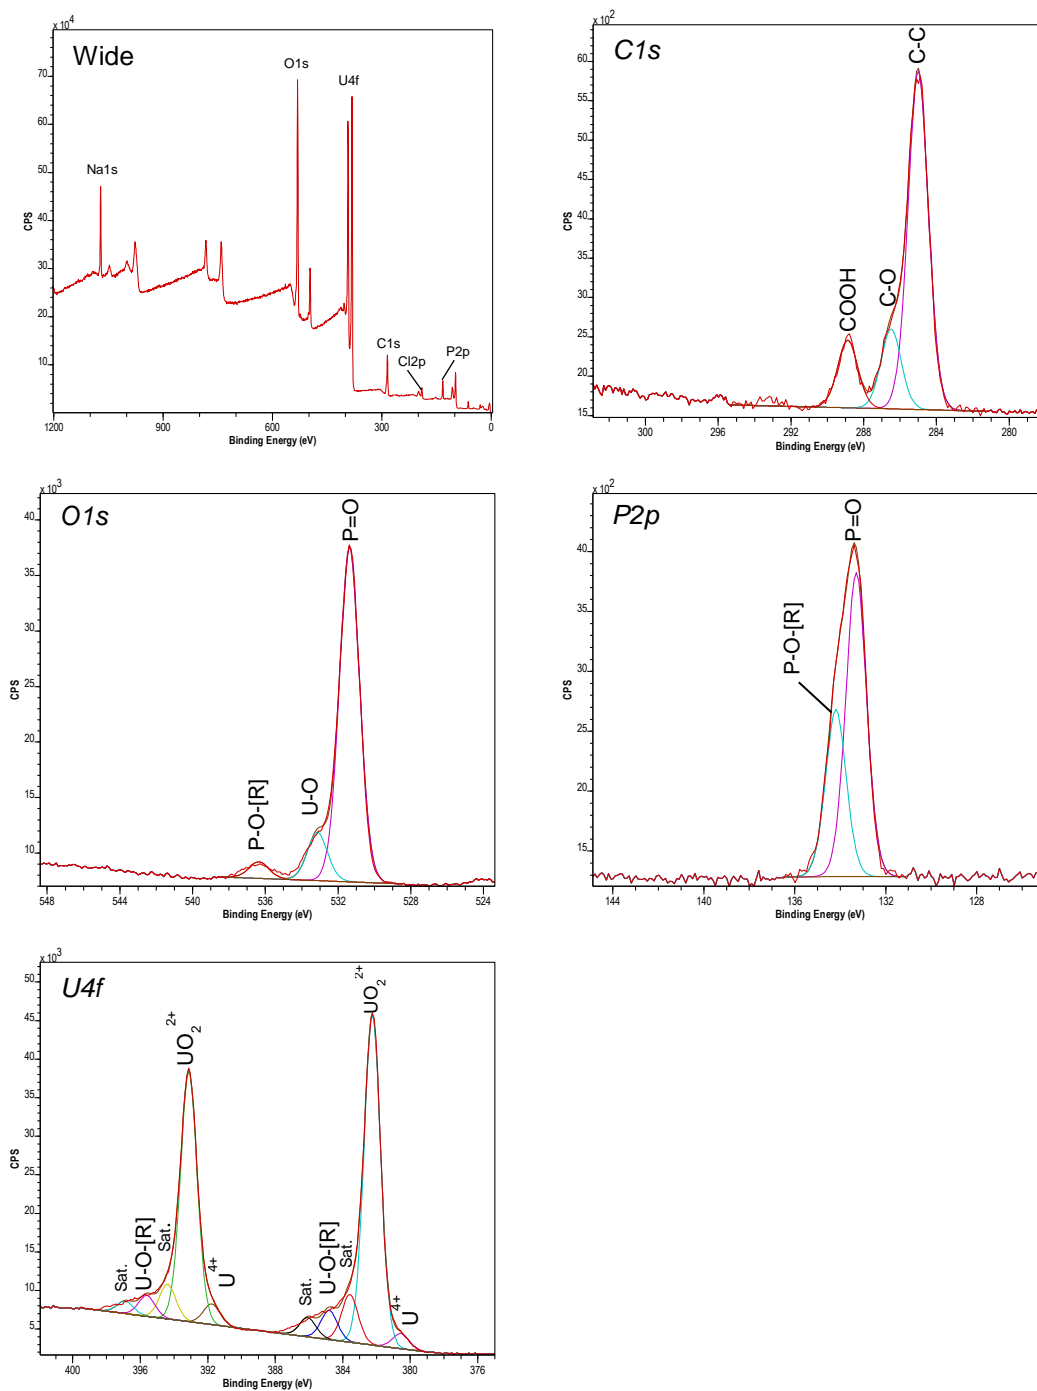 x 10^4
Wide
70
60
50
40
30
20
10
CPS
Na1s
O1s
U4f
C1s
Cl2p
P2p
1200 900 600 300 0
Binding Energy (eV)
x 10^2
C1s
60
55
50
45
40
35
30
25
20
15
CPS
COOH
C-O
C-C
300 296 292 288 284 280
Binding Energy (eV)
x 10^3
O1s
40
35
30
25
20
15
10
CPS
P-O-[R]
U-O
P=O
548 544 540 536 532 528 524
Binding Energy (eV)
x 10^2
P2p
40
35
30
25
20
15
CPS
P-O-[R]
P=O
144 140 136 132 128
Binding Energy (eV)
x 10^3
U4f
50
45
40
35
30
25
20
15
10
5
CPS
Sat.
U-O-[R]
Sat.
UO₂²⁺
U⁴⁺
Sat.
U-O-[R]
Sat.
UO₂²⁺
U⁴⁺
400 396 392 388 384 380 376
Binding Energy (eV)